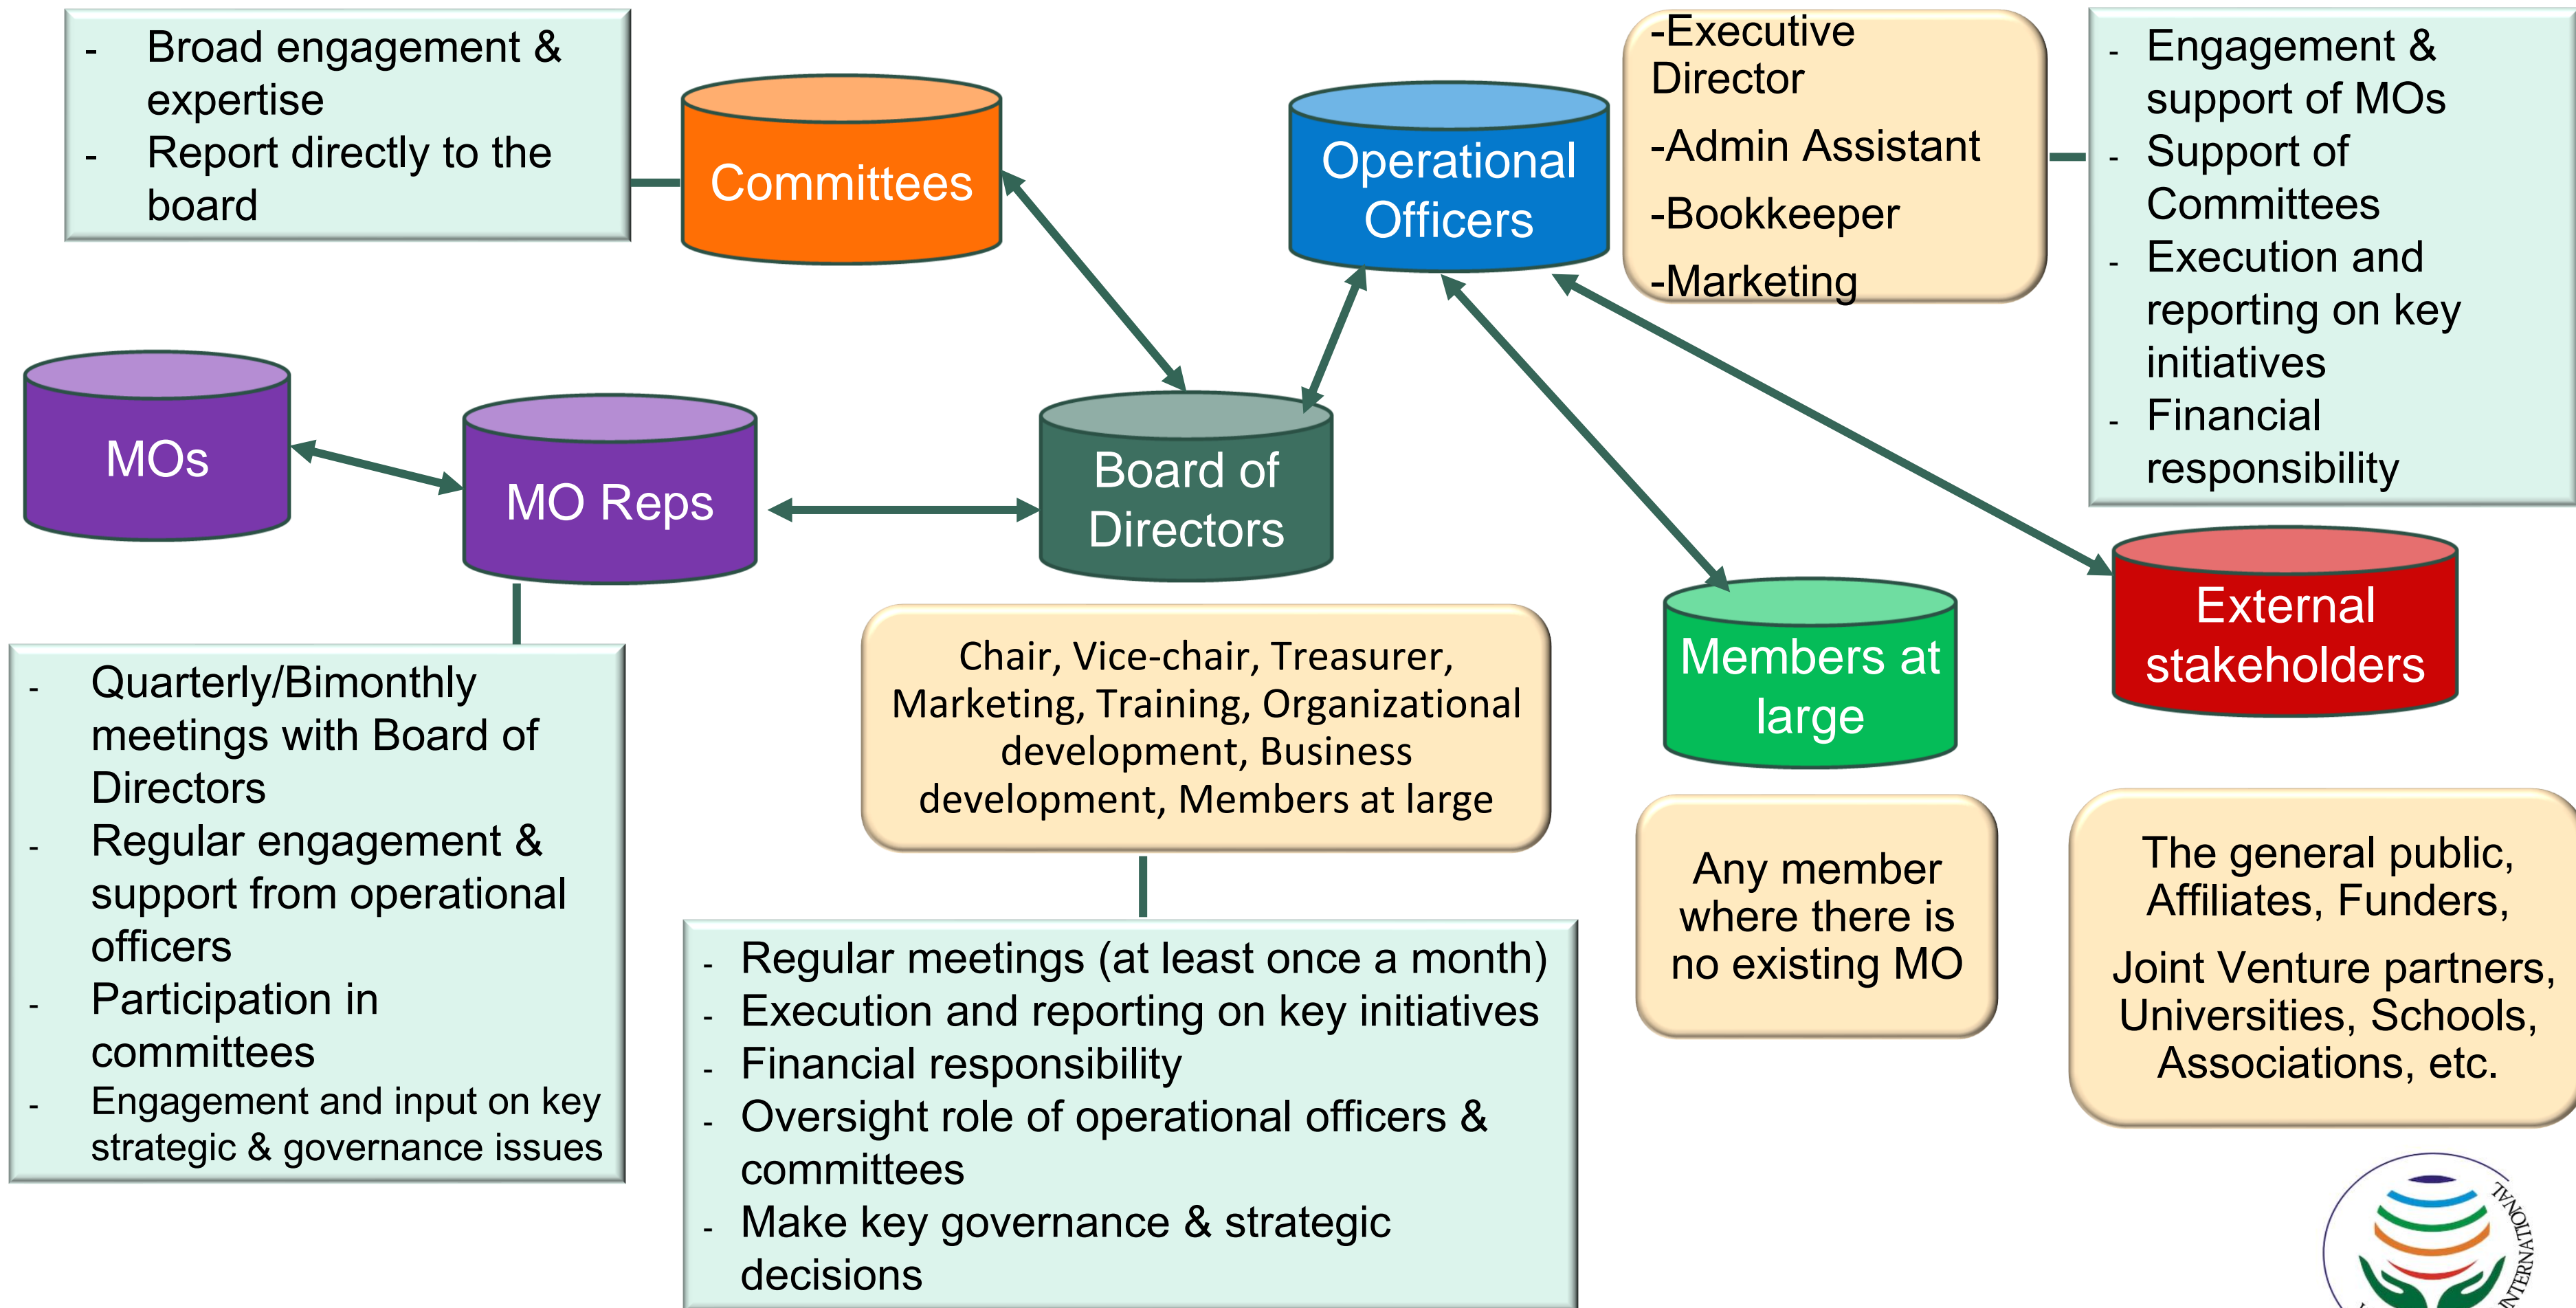 - Broad engagement &
expertise
- Report directly to the
board
Committees
Operational
Officers
-Executive
Director
-Admin Assistant
-Bookkeeper
-Marketing
- Engagement &
support of MOs
- Support of
Committees
- Execution and
reporting on key
initiatives
- Financial
responsibility
MOs
MO Reps
Board of
Directors
Members at
large
External
stakeholders
- Quarterly/Bimonthly
meetings with Board of
Directors
- Regular engagement &
support from operational
officers
- Participation in
committees
- Engagement and input on key
strategic & governance issues
Chair, Vice-chair, Treasurer,
Marketing, Training, Organizational
development, Business
development, Members at large
- Regular meetings (at least once a month)
- Execution and reporting on key initiatives
- Financial responsibility
- Oversight role of operational officers &
committees
- Make key governance & strategic
decisions
Any member
where there is
no existing MO
The general public,
Affiliates, Funders,
Joint Venture partners,
Universities, Schools,
Associations, etc.
INTERNATIONAL